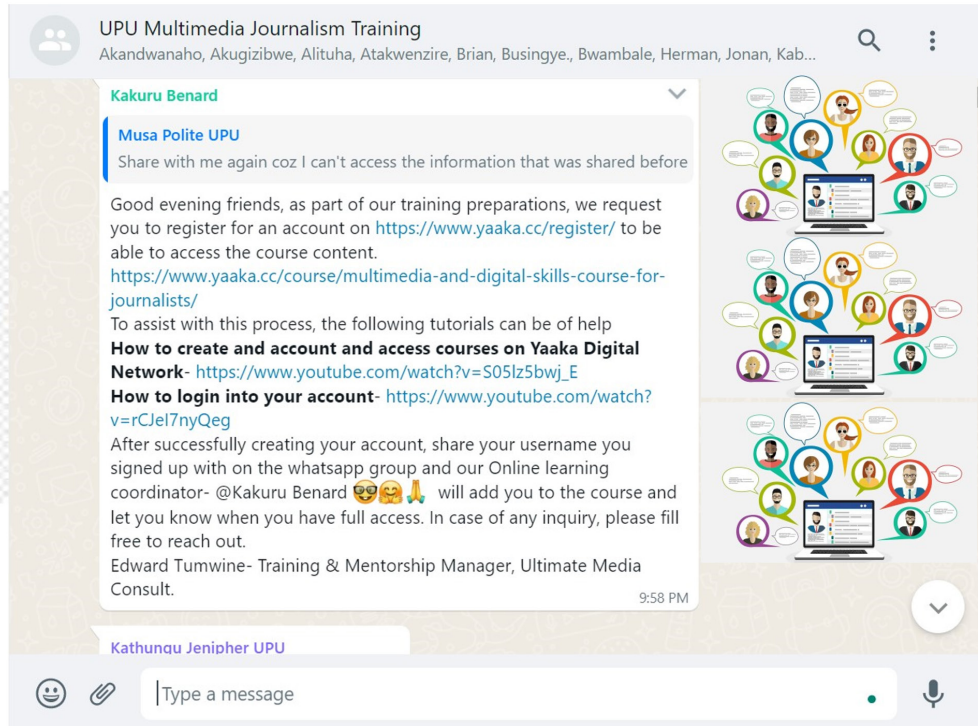 UPU Multimedia Journalism Training
Akandwanaho, Akugizibwe, Alituha, Atakwenzire, Brian, Busingye., Bwambale, Herman, Jonan, Kab...
Kakuru Benard
Musa Polite UPU
Share with me again coz I can't access the information that was shared before
Good evening friends, as part of our training preparations, we request
you to register for an account on https://www.yaaka.cc/register/ to be
able to access the course content.
https://www.yaaka.cc/course/multimedia-and-digital-skills-course-for-
journalists/
To assist with this process, the following tutorials can be of help
How to create and account and access courses on Yaaka Digital
Network- https://www.youtube.com/watch?v=S05lz5bwj_E
How to login into your account- https://www.youtube.com/watch?
v=rCJeI7nyQeg
After successfully creating your account, share your username you
signed up with on the whatsapp group and our Online learning
coordinator- @Kakuru Benard 🤓🤗🙏 will add you to the course and
let you know when you have full access. In case of any inquiry, please fill
free to reach out.
Edward Tumwine- Training & Mentorship Manager, Ultimate Media
Consult.
9:58 PM
Kathungu Jenipher UPU
Type a message